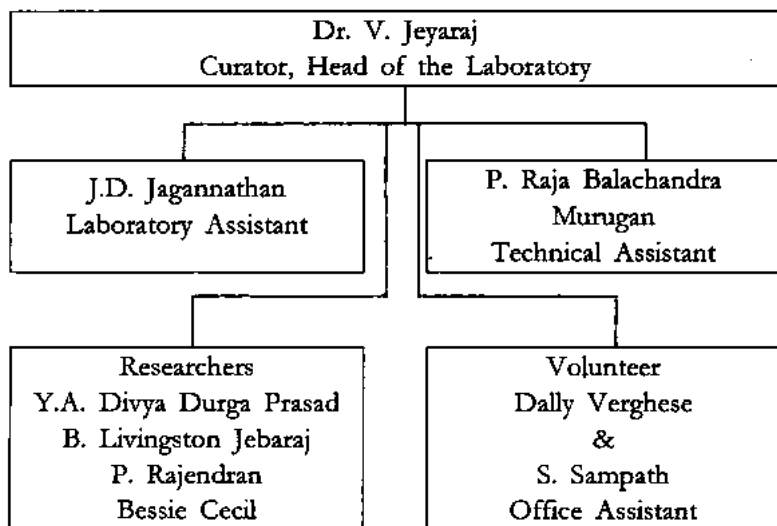 Dr. V. Jeyaraj
Curator, Head of the Laboratory
J.D. Jagannathan
Laboratory Assistant
P. Raja Balachandra
Murugan
Technical Assistant
Researchers
Y.A. Divya Durga Prasad
B. Livingston Jebaraj
P. Rajendran
Bessie Cecil
Volunteer
Dally Verghese
&
S. Sampath
Office Assistant